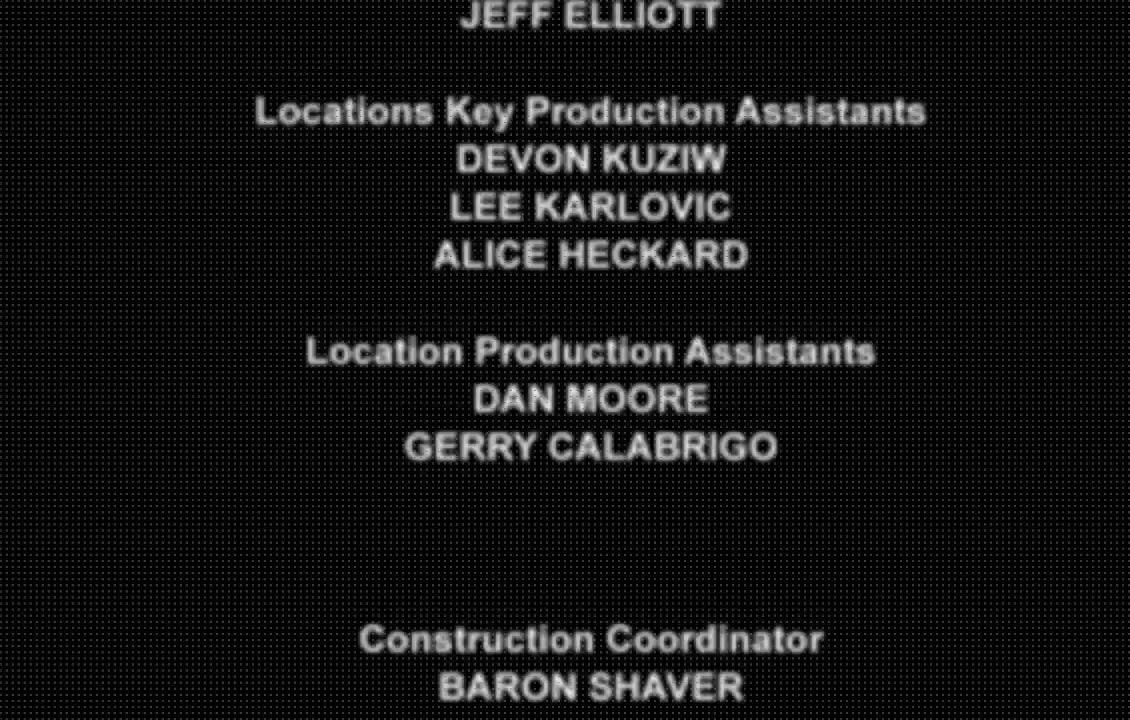 JEFF ELLIOTT
Locations Key Production Assistants
DEVON KUZIW
LEE KARLOVIC
ALICE HECKARD
Location Production Assistants
DAN MOORE
GERRY CALABRIGO
Construction Coordinator
BARON SHAVER